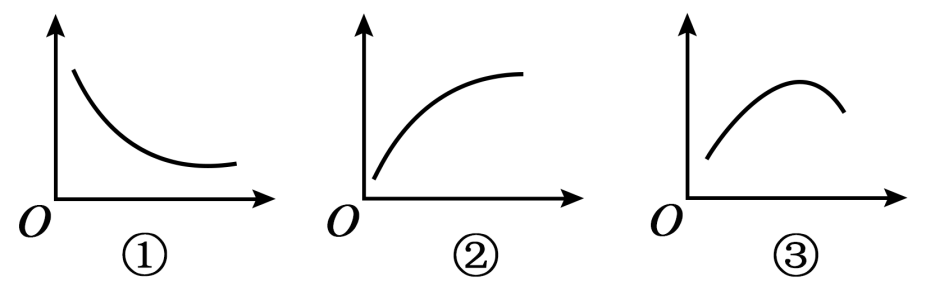 O O O
① ② ③